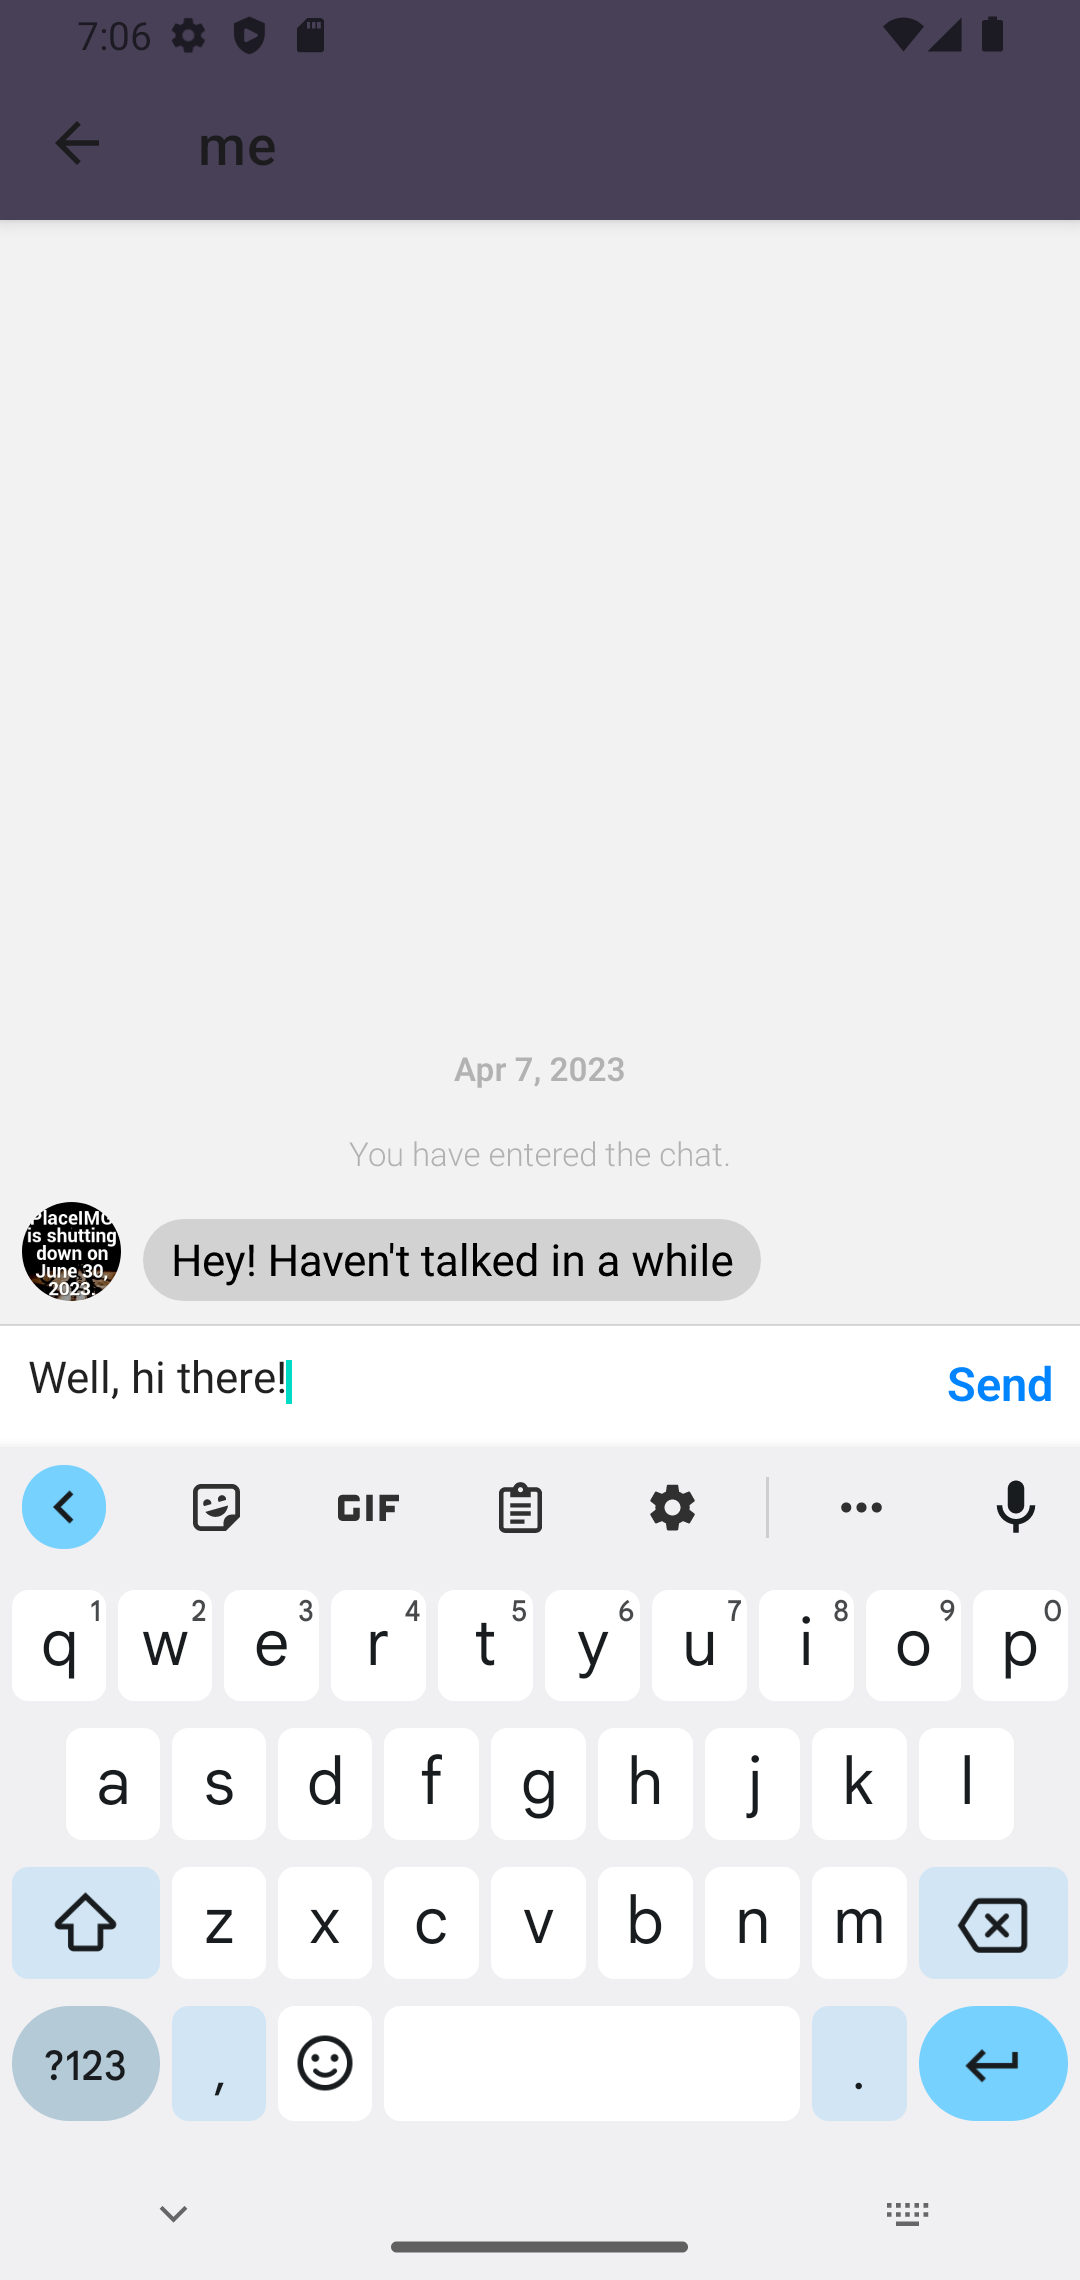 7:06
me
Apr 7, 2023
You have entered the chat.
PlaceIMG
is shutting
down on
June 30,
2023.
Hey! Haven't talked in a while
Well, hi there!
Send
GIF
q 1 w 2 e 3 r 4 t 5 y 6 u 7 i 8 o 9 p 0
a s d f g h j k l
z x c v b n m
?123 , .